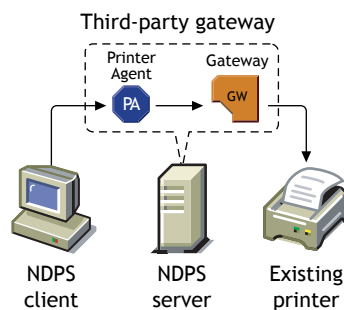 Third-party gateway
Printer Gateway
Agent
PA GW
NDPS NDPS Existing
client server printer